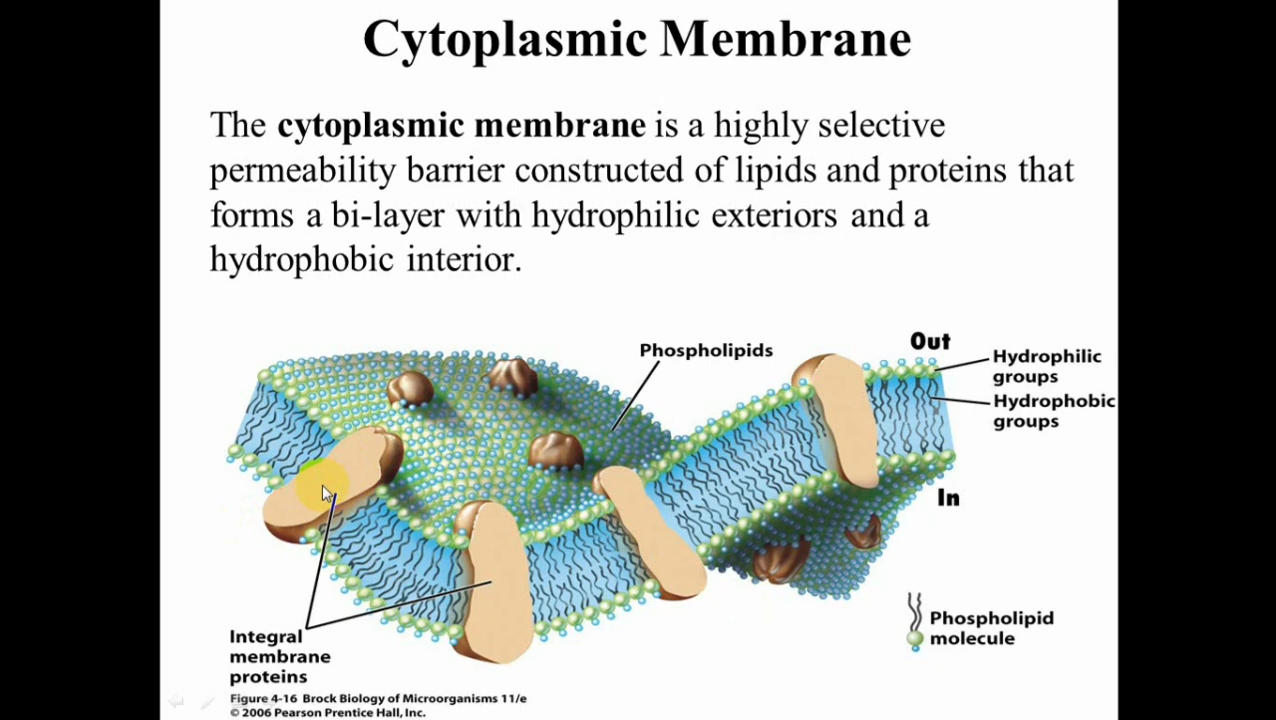 Cytoplasmic Membrane
The cytoplasmic membrane is a highly selective
permeability barrier constructed of lipids and proteins that
forms a bi-layer with hydrophilic exteriors and a
hydrophobic interior.
Out
Phospholipids
Hydrophilic
groups
Hydrophobic
groups
In
Phospholipid
molecule
Integral
membrane
proteins
Figure 4-16 Brock Biology of Microorganisms 11/e
© 2006 Pearson Prentice Hall, Inc.